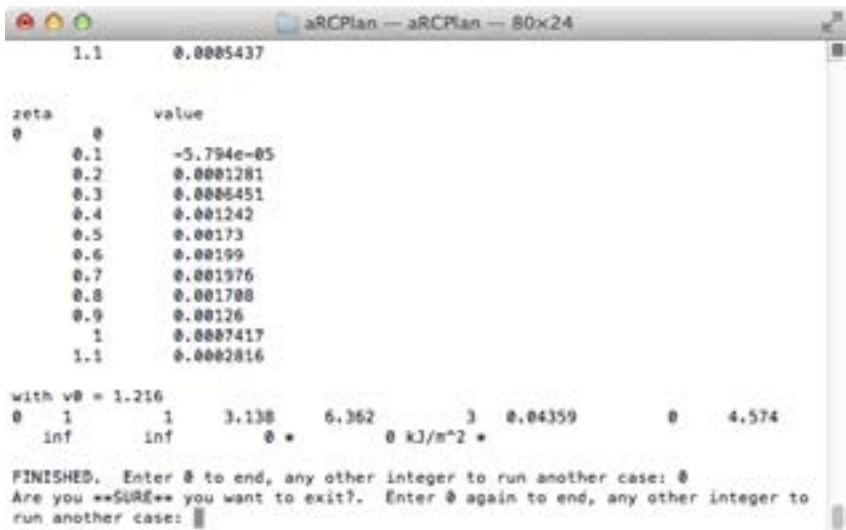 aRCPlan — aRCPlan — 80×24
1.1 0.0005437
zeta value
0 0
0.1 -5.794e-05
0.2 0.0001281
0.3 0.0006451
0.4 0.001242
0.5 0.00173
0.6 0.00199
0.7 0.001976
0.8 0.001708
0.9 0.00126
1 0.0007417
1.1 0.0002816
with v0 = 1.216
0 1 1 3.138 6.362 3 0.04359 0 4.574
inf inf 0 * 0 kJ/m^2 *
FINISHED. Enter 0 to end, any other integer to run another case: 0
Are you **SURE** you want to exit?. Enter 0 again to end, any other integer to
run another case: